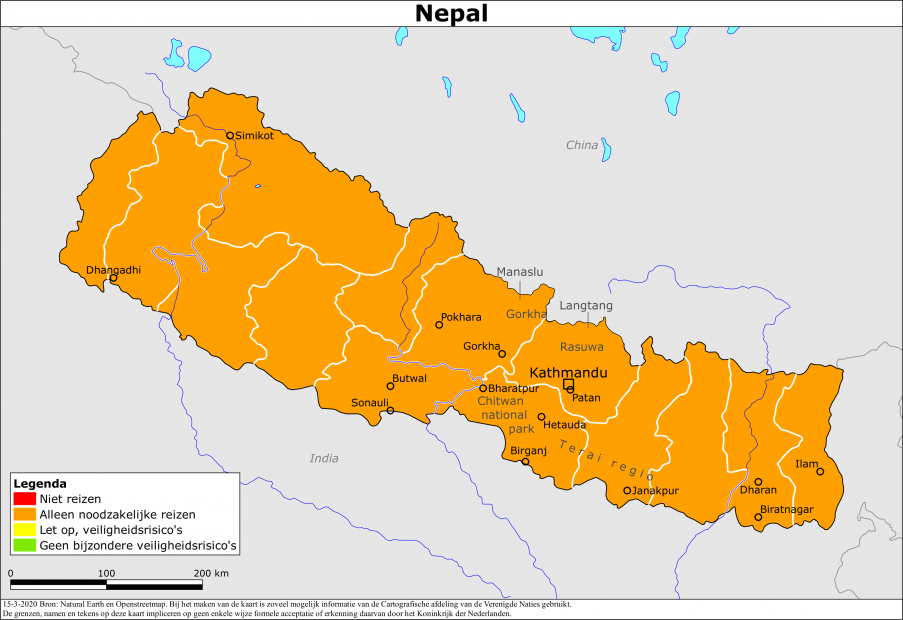 Nepal
China
Simikot
Dhangadhi
Manaslu
Gorkha
Langtang
Pokhara
Gorkha
Rasuwa
Kathmandu
Butwal
Bharatpur
Patan
Sonauli
Chitwan
national
park
Hetauda
Birganj
Terai regio
India
Janakpur
Ilam
Dharan
Biratnagar
Legenda
Niet reizen
Alleen noodzakelijke reizen
Let op, veiligheidsrisico's
Geen bijzondere veiligheidsrisico's
0 100 200 km
15-3-2020 Bron: Natural Earth en Openstreetmap. Bij het maken van de kaart is zoveel mogelijk informatie van de Cartografische afdeling van de Verenigde Naties gebruikt.
De grenzen, namen en tekens op deze kaart impliceren op geen enkele wijze formele acceptatie of erkenning daarvan door het Koninkrijk der Nederlanden.